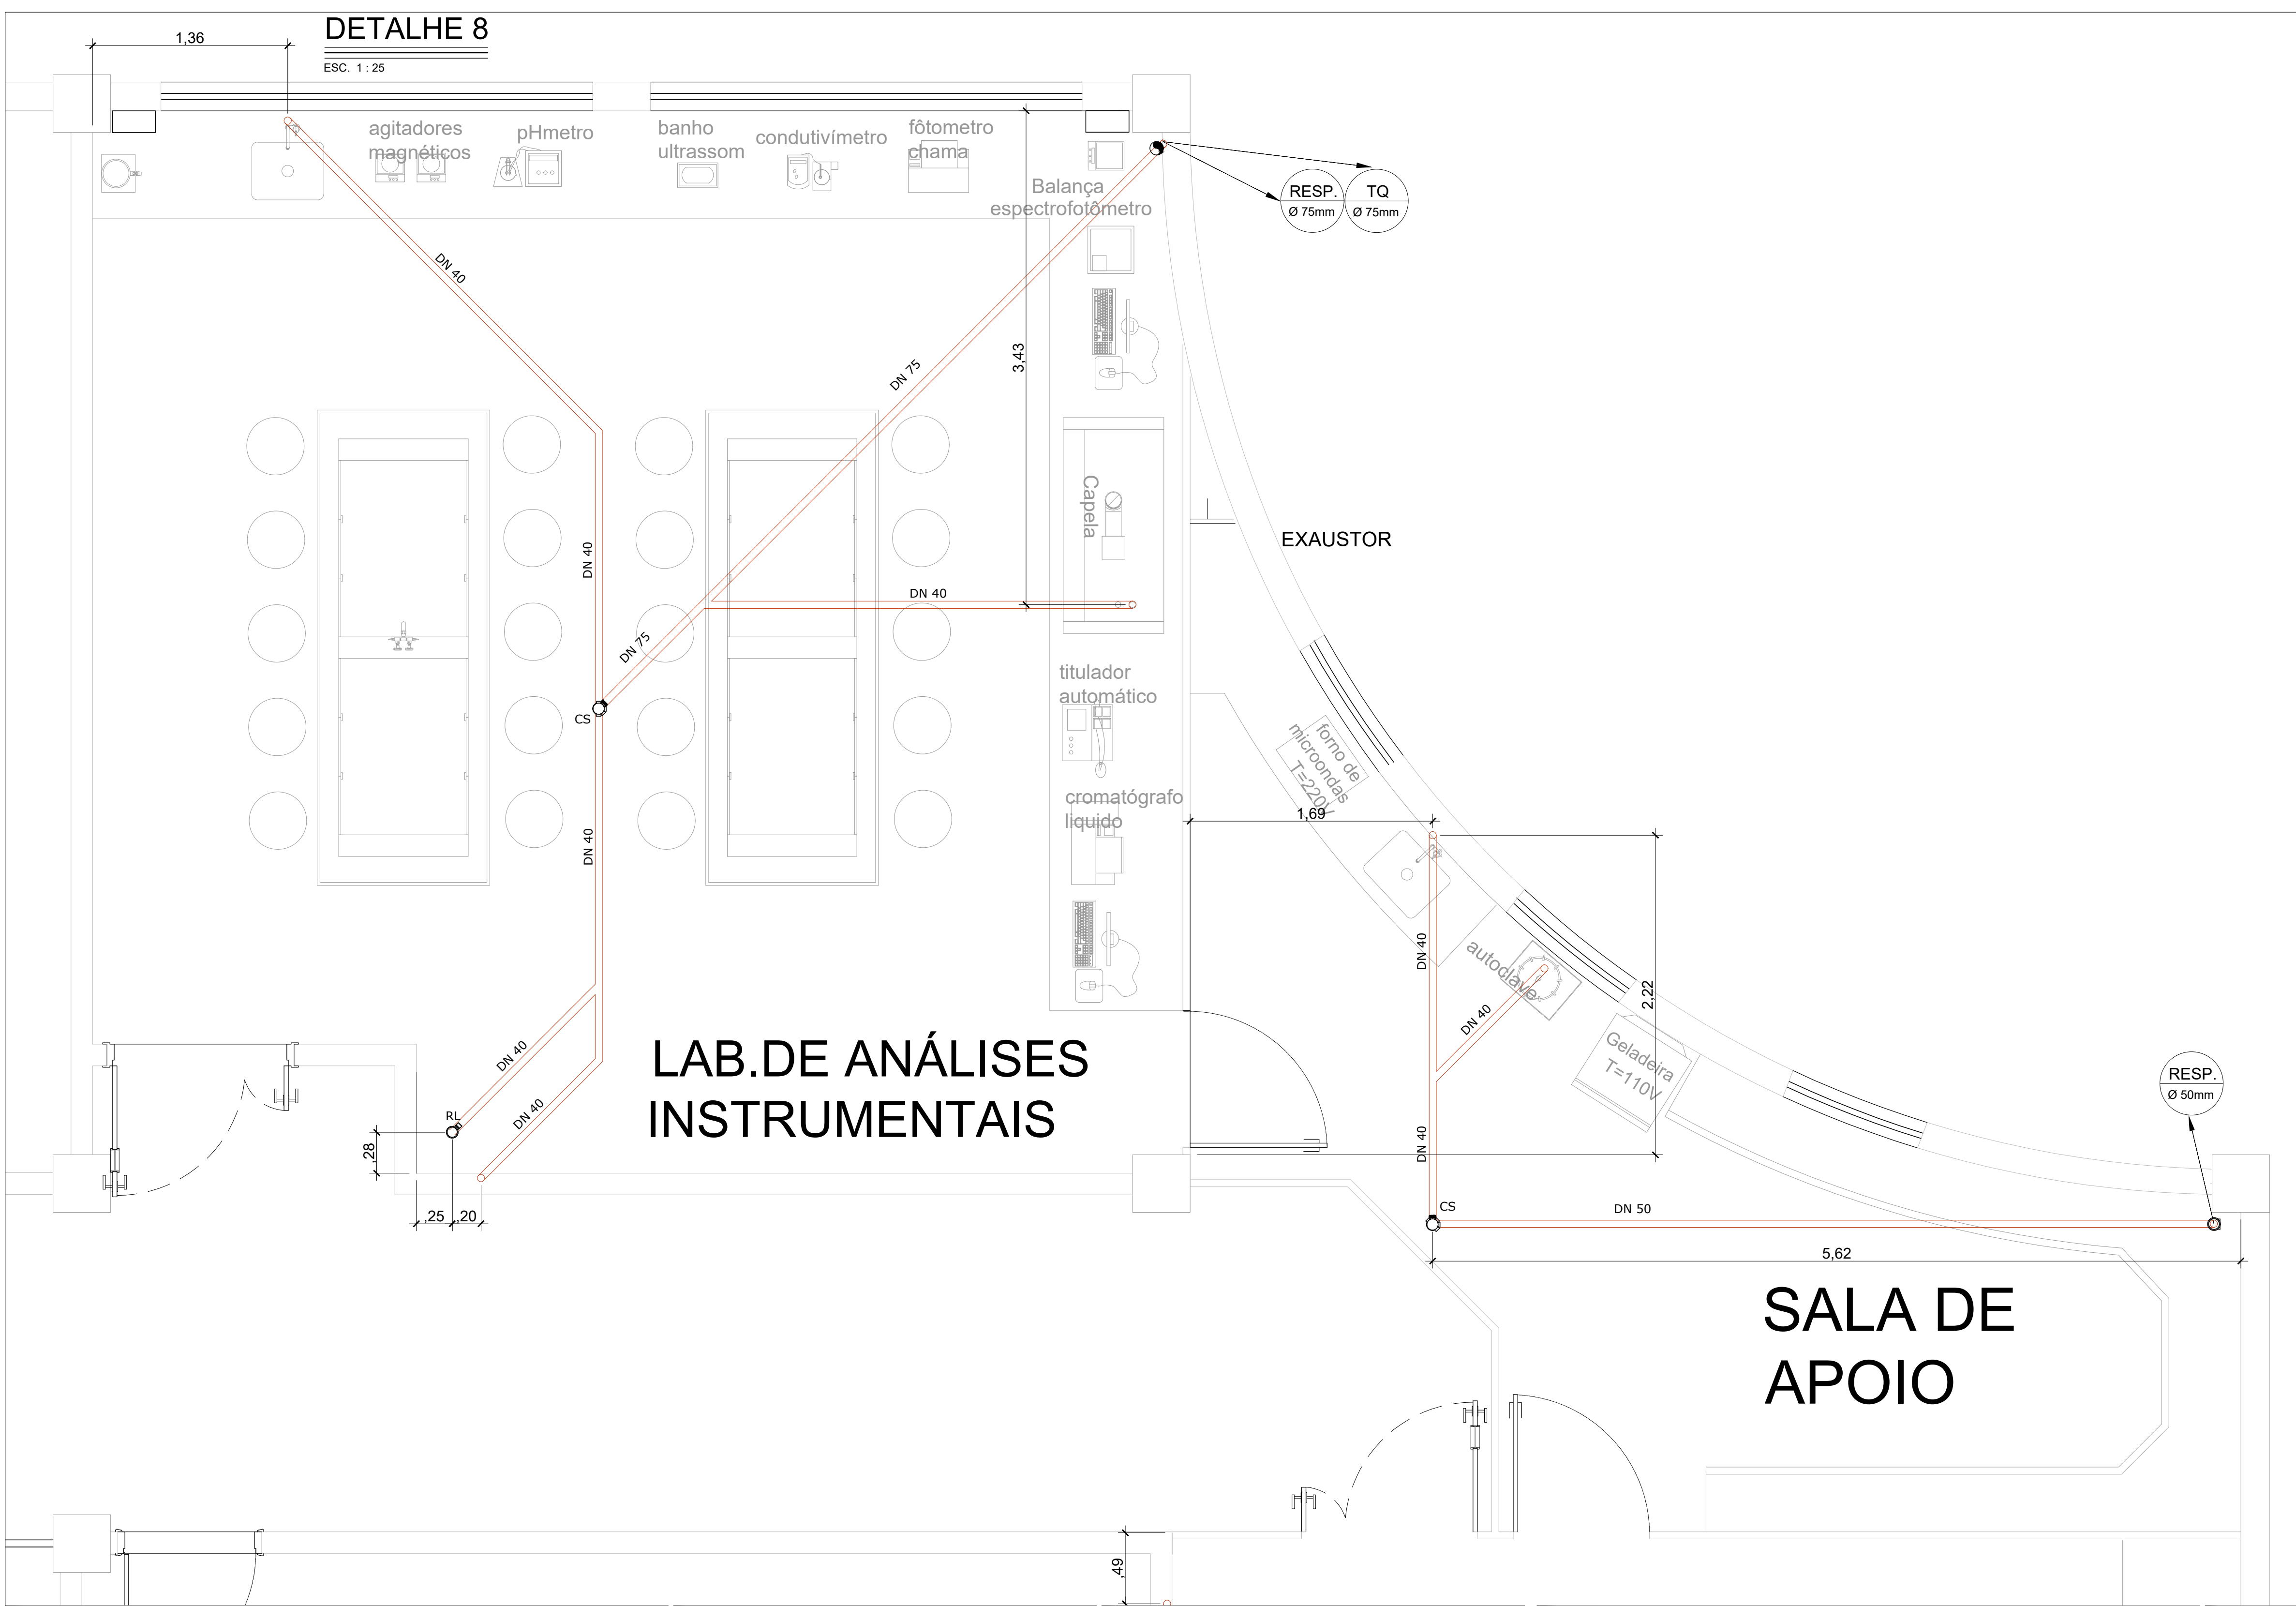 DETALHE 8
ESC. 1 : 25
1,36
agitadores
magnéticos
pHmetro
banho
ultrassom
condutivímetro
fôtometro
chama
Balança
espectrofotômetro
RESP.
Ø 75mm
TQ
Ø 75mm
DN 40
DN 75
3,43
Capela
EXAUSTOR
DN 40
DN 40
DN 75
CS
titulador
automático
forno de
microondas
T=220V
cromatógrafo
liquido
1,69
DN 40
DN 40
autoclave
2,22
DN 40
Geladeira
T=110V
LAB.DE ANÁLISES
INSTRUMENTAIS
DN 40
DN 40
RL
,28
,25
,20
DN 40
RESP.
Ø 50mm
CS
DN 50
5,62
SALA DE
APOIO
,49